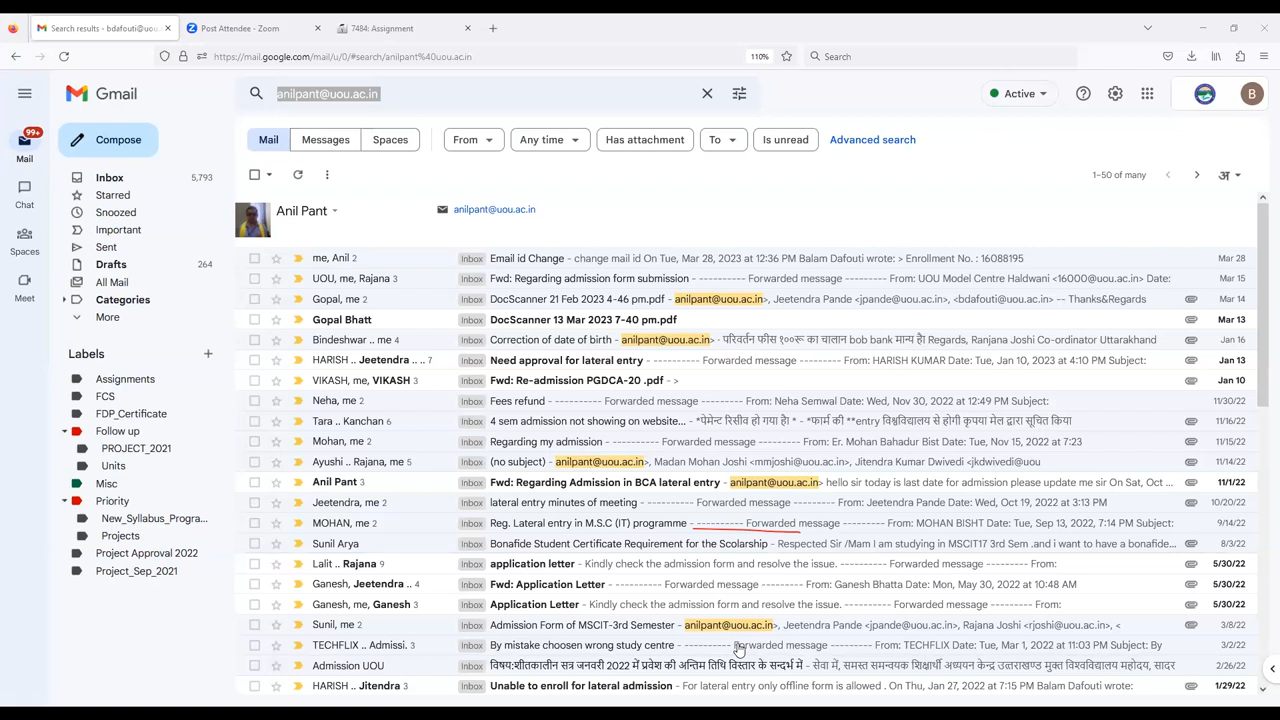 Search results - bdafouti@uou
Post Attendee - Zoom
7484: Assignment
https://mail.google.com/mail/u/0/#search/anilpant%40uou.ac.in
110%
Search
Gmail
anilpant@uou.ac.in
Active
B
99+
Mail
Chat
Spaces
Meet
Compose
Inbox 5,793
Starred
Snoozed
Important
Sent
Drafts 264
All Mail
Categories
More
Labels
Assignments
FCS
FDP_Certificate
Follow up
PROJECT_2021
Units
Misc
Priority
New_Syllabus_Progra...
Projects
Project Approval 2022
Project_Sep_2021
Mail Messages Spaces From Any time Has attachment To Is unread Advanced search
1–50 of many अ
Anil Pant anilpant@uou.ac.in
me, Anil 2 Inbox Email id Change - change mail id On Tue, Mar 28, 2023 at 12:36 PM Balam Dafouti wrote: > Enrollment No. : 16088195 Mar 28
UOU, me, Rajana 3 Inbox Fwd: Regarding admission form submission - ---------- Forwarded message --------- From: UOU Model Centre Haldwani <16000@uou.ac.in> Date: Mar 15
Gopal, me 2 Inbox DocScanner 21 Feb 2023 4-46 pm.pdf - anilpant@uou.ac.in>, Jeetendra Pande <jpande@uou.ac.in>, <bdafouti@uou.ac.in> -- Thanks&Regards Mar 14
Gopal Bhatt Inbox DocScanner 13 Mar 2023 7-40 pm.pdf Mar 13
Bindeshwar .. me 4 Inbox Correction of date of birth - anilpant@uou.ac.in> - परिवर्तन फीस १००रू का चालान bob bank मान्य है। Regards, Ranjana Joshi Co-ordinator Uttarakhand Jan 16
HARISH .. Jeetendra .. .. 7 Inbox Need approval for lateral entry - ---------- Forwarded message --------- From: HARISH KUMAR Date: Tue, Jan 10, 2023 at 4:10 PM Subject: Jan 13
VIKASH, me, VIKASH 3 Inbox Fwd: Re-admission PGDCA-20 .pdf - > Jan 10
Neha, me 2 Inbox Fees refund - ---------- Forwarded message --------- From: Neha Semwal Date: Wed, Nov 30, 2022 at 12:49 PM Subject: 11/30/22
Tara .. Kanchan 6 Inbox 4 sem admission not showing on website... - *पेमेन्ट रिसीव हो गया है।* - *फार्म की **entry विश्वविद्यालय से होगी कृपया मेल द्वारा सूचित किया 11/16/22
Mohan, me 2 Inbox Regarding my admission - ---------- Forwarded message --------- From: Er. Mohan Bahadur Bist Date: Tue, Nov 15, 2022 at 7:23 11/15/22
Ayushi .. Rajana, me 5 Inbox (no subject) - anilpant@uou.ac.in>, Madan Mohan Joshi <mmjoshi@uou.ac.in>, Jitendra Kumar Dwivedi <jkdwivedi@uou 11/14/22
Anil Pant 3 Inbox Fwd: Regarding Admission in BCA lateral entry - anilpant@uou.ac.in> hello sir today is last date for admission please update me sir On Sat, Oct ... 11/1/22
Jeetendra, me 2 Inbox lateral entry minutes of meeting - ---------- Forwarded message --------- From: Jeetendra Pande Date: Wed, Oct 19, 2022 at 3:13 PM 10/20/22
MOHAN, me 2 Inbox Reg. Lateral entry in M.S.C (IT) programme - ---------- Forwarded message --------- From: MOHAN BISHT Date: Tue, Sep 13, 2022, 7:14 PM Subject: 9/14/22
Sunil Arya Inbox Bonafide Student Certificate Requirement for the Scolarship - Respected Sir /Mam I am studying in MSCIT17 3rd Sem .and i want to have a bonafide... 8/3/22
Lalit .. Rajana 9 Inbox application letter - Kindly check the admission form and resolve the issue. ---------- Forwarded message --------- From: 5/30/22
Ganesh, Jeetendra .. 4 Inbox Fwd: Application Letter - ---------- Forwarded message --------- From: Ganesh Bhatta Date: Mon, May 30, 2022 at 10:48 AM 5/30/22
Ganesh, me, Ganesh 3 Inbox Application Letter - Kindly check the admission form and resolve the issue. ---------- Forwarded message --------- From: 5/30/22
Sunil, me 2 Inbox Admission Form of MSCIT-3rd Semester - anilpant@uou.ac.in>, Jeetendra Pande <jpande@uou.ac.in>, Rajana <rjoshi@uou.ac.in>, < 3/8/22
TECHFLIX .. Admissi. 3 Inbox By mistake choosen wrong study centre - ---------- Forwarded message --------- From: TECHFLIX Date: Tue, Mar 1, 2022 at 11:03 PM Subject: By 3/2/22
Admission UOU Inbox विषय:शीतकालीन सत्र जनवरी 2022 में प्रवेश की अन्तिम तिथि विस्तार के सन्दर्भ में - सेवा में, समस्त समन्वयक शिक्षार्थी अध्ययन केन्द्र उत्तराखण्ड मुक्त विश्वविद्यालय महोदय, सादर 2/26/22
HARISH .. Jitendra 3 Inbox Unable to enroll for lateral admission - For lateral entry only offline form is allowed . On Thu, Jan 27, 2022 at 7:15 PM Balam Dafouti wrote: 1/29/22